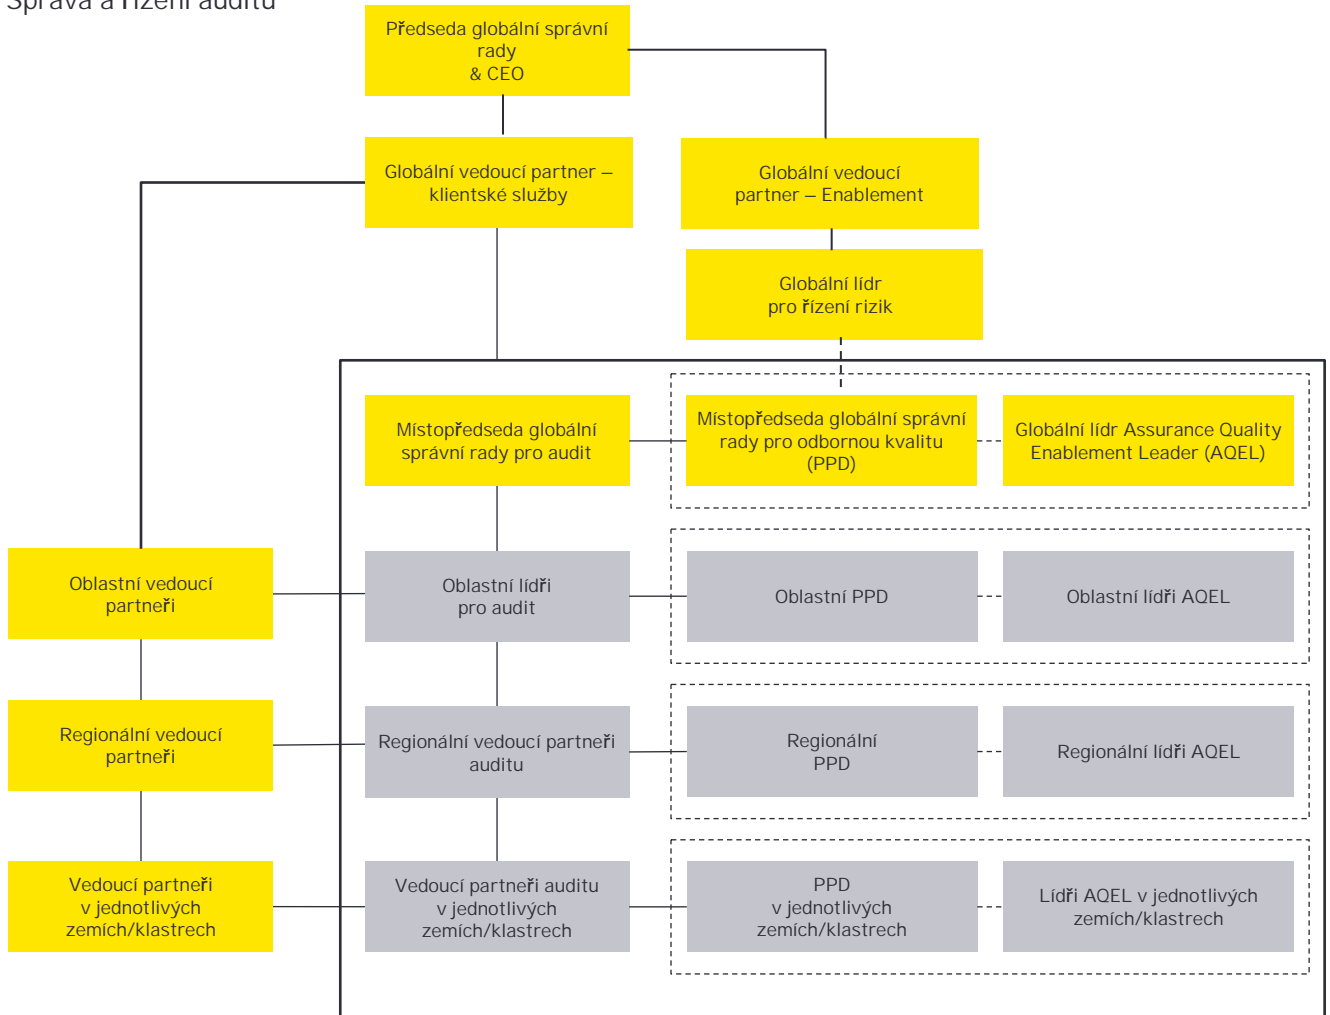 Správa a řízení auditu
Předseda globální správní
rady
& CEO
Globální vedoucí partner –
klientské služby
Globální vedoucí
partner – Enablement
Globální lídr
pro řízení rizik
Místopředseda globální
správní rady pro audit
Místopředseda globální správní
rady pro odbornou kvalitu
(PPD)
Globální lídr Assurance Quality
Enablement Leader (AQEL)
Oblastní vedoucí
partneři
Oblastní lídři
pro audit
Oblastní PPD
Oblastní lídři AQEL
Regionální vedoucí
partneři
Regionální vedoucí partneři
auditu
Regionální
PPD
Regionální lídři AQEL
Vedoucí partneři
v jednotlivých
zemích/klastrech
Vedoucí partneři auditu
v jednotlivých
zemích/klastrech
PPD
v jednotlivých
zemích/klastrech
Lídři AQEL v jednotlivých
zemích/klastrech